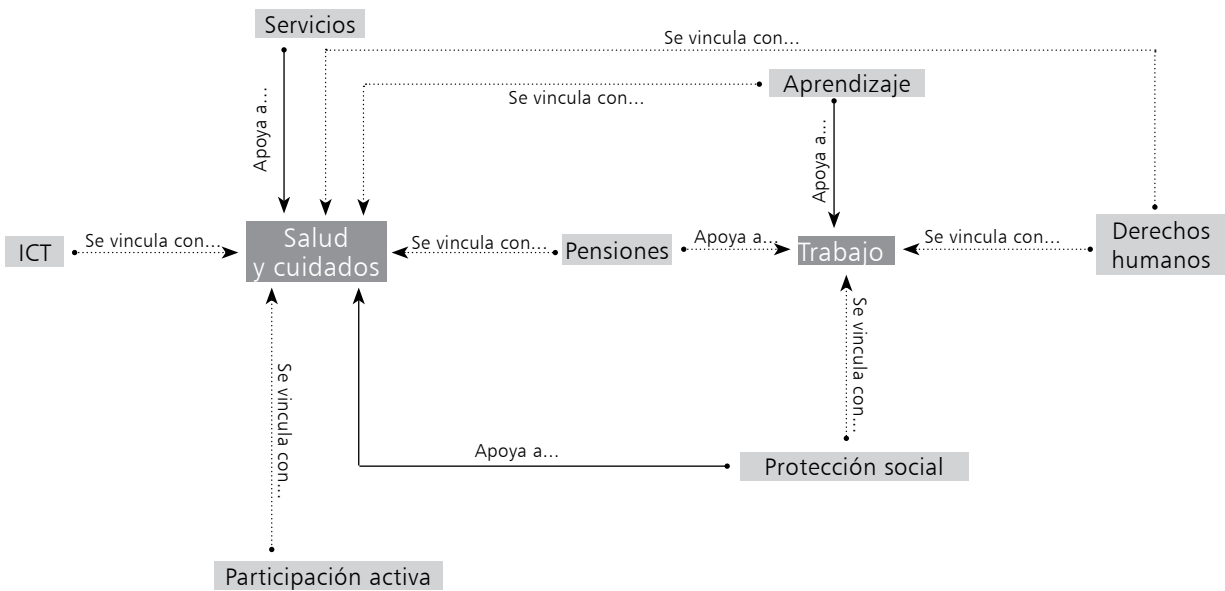 Servicios
Se vincula con...
Aprendizaje
Se vincula con...
Apoya a...
Apoya a...
ICT
Se vincula con...
Salud
y cuidados
Se vincula con...
Pensiones
Apoya a...
Trabajo
Se vincula con...
Derechos
humanos
Se vincula con...
Se vincula con...
Apoya a...
Protección social
Participación activa